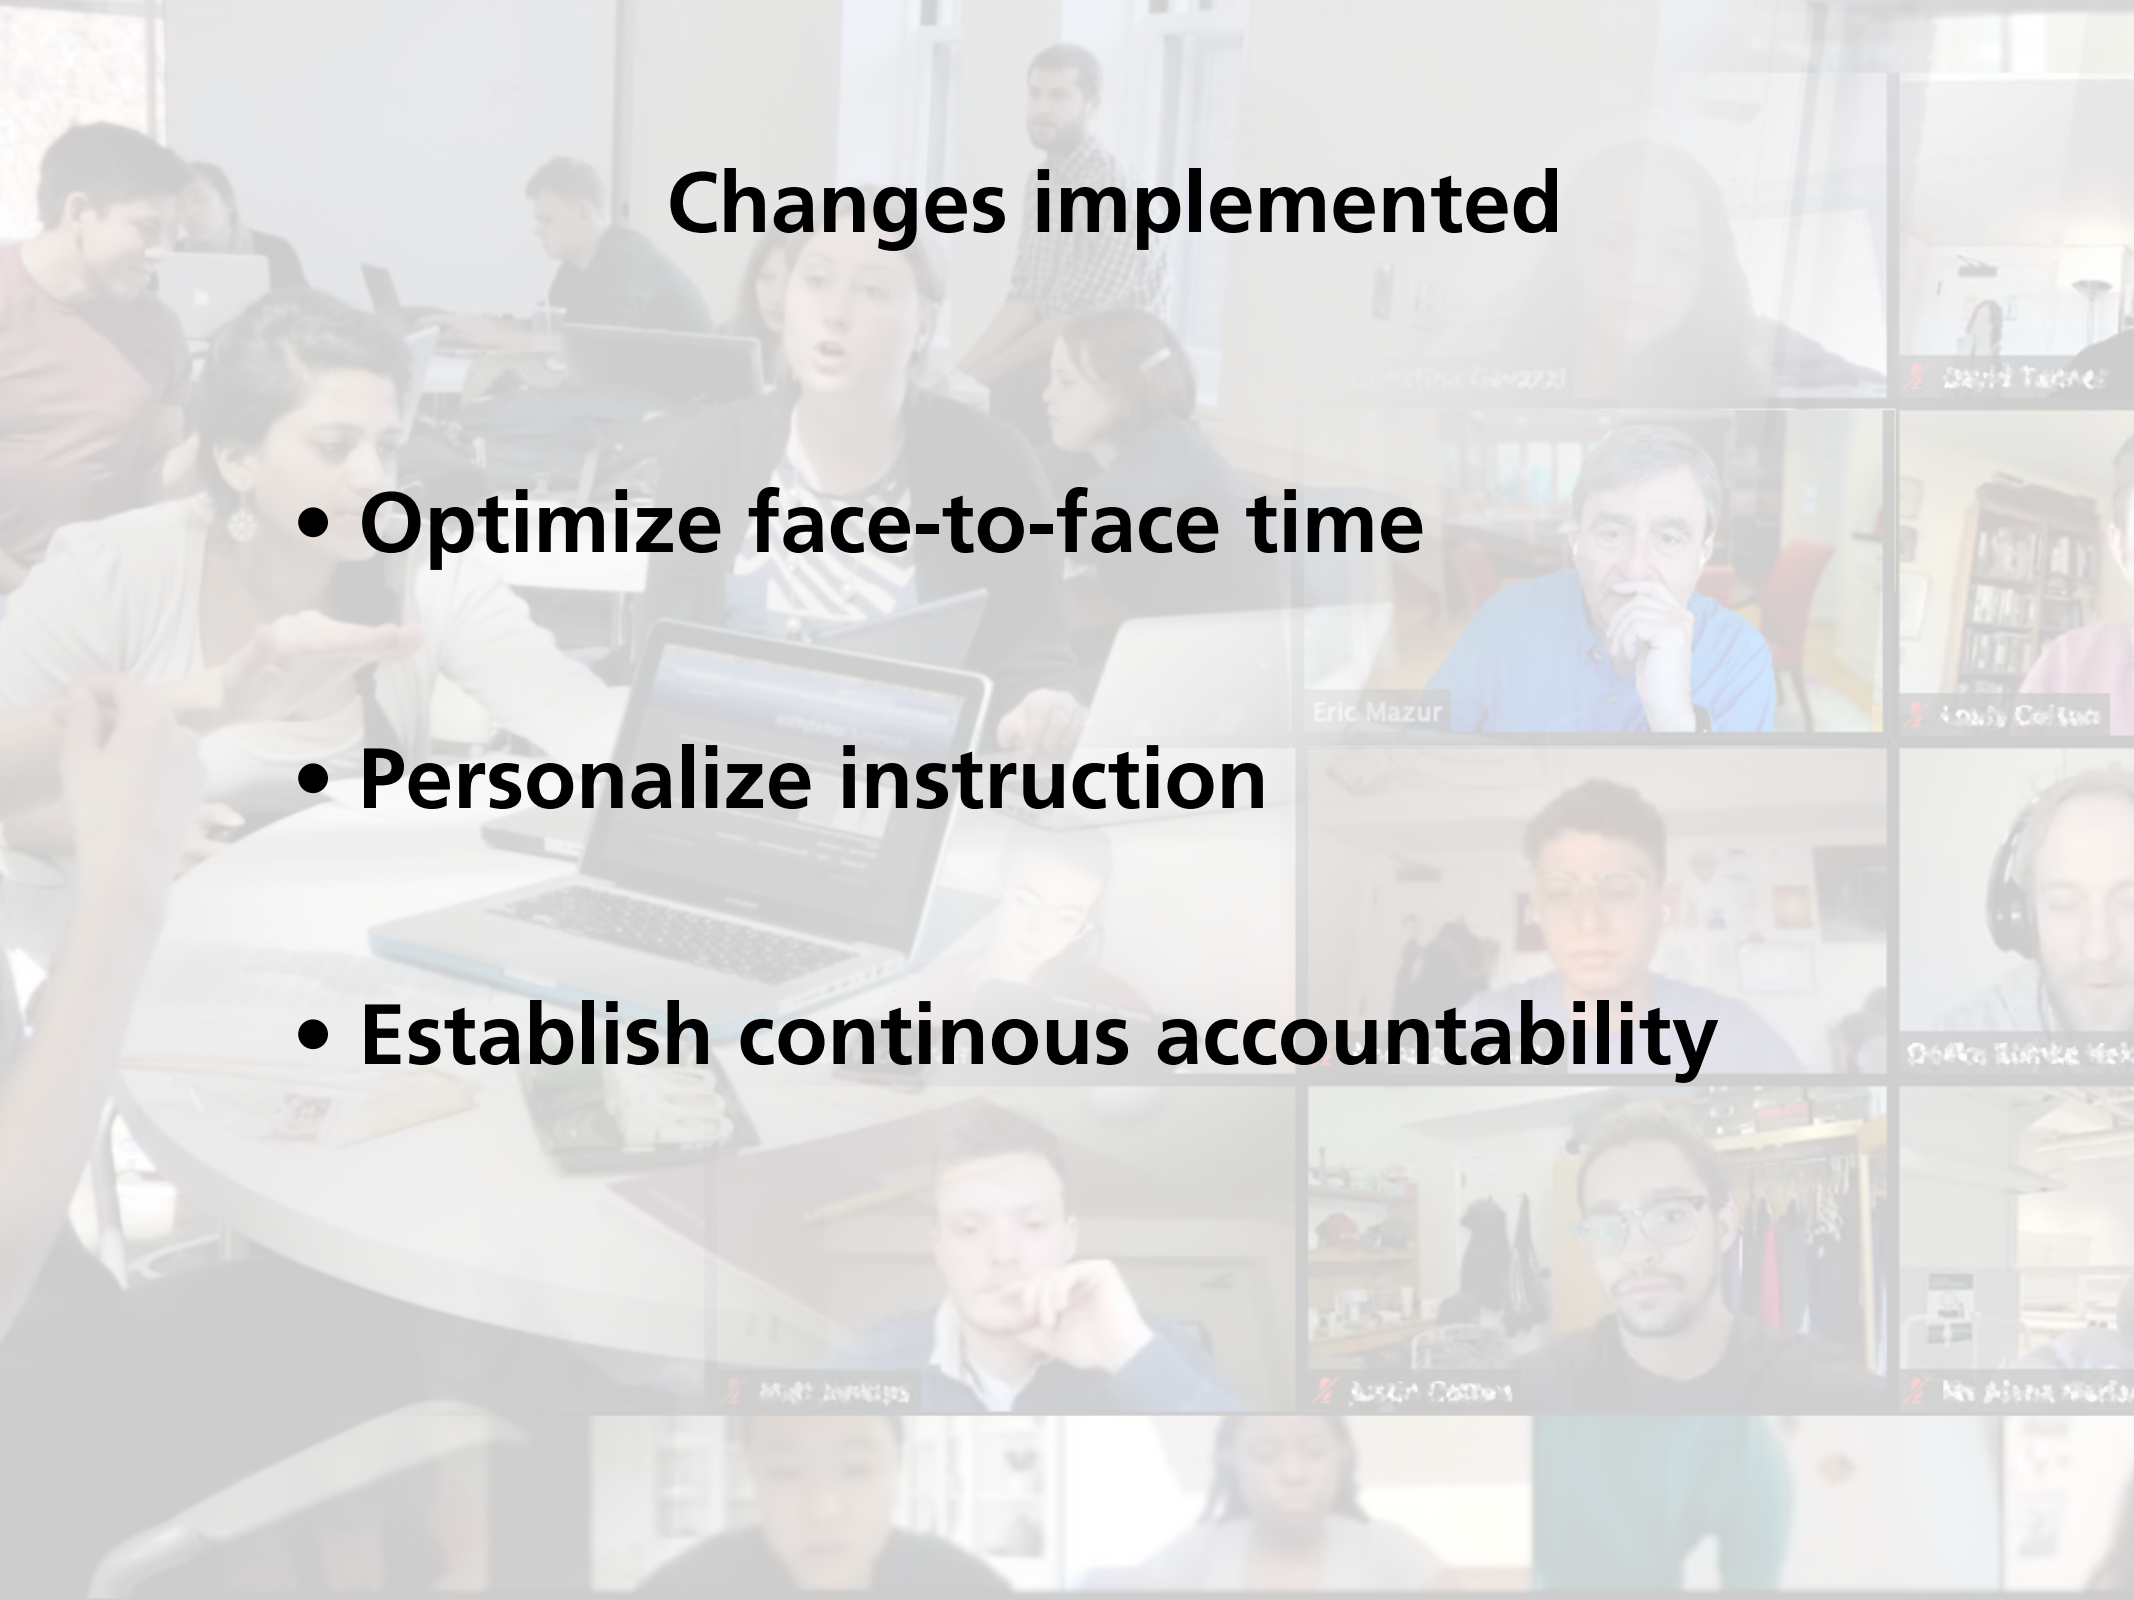 Changes implemented
• Optimize face-to-face time
Eric Mazur
• Personalize instruction
• Establish continous accountability